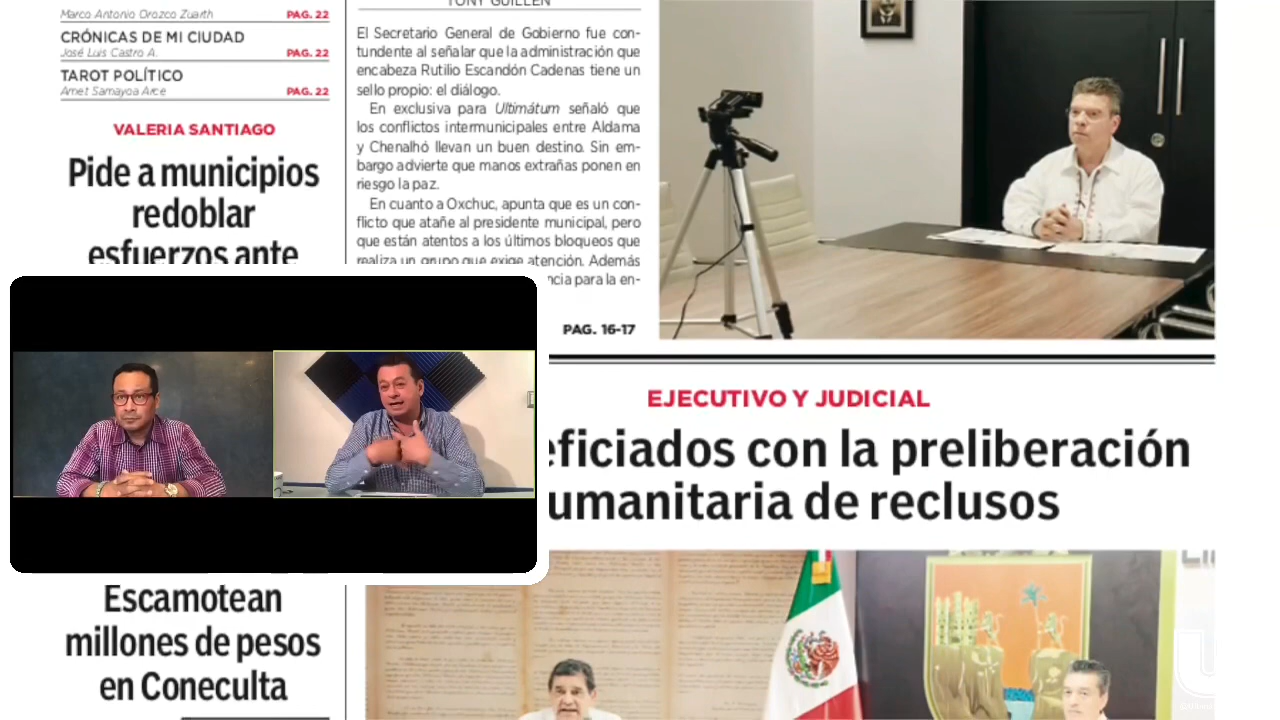 Marco Antonio Orozco Zuarth PAG. 22
CRÓNICAS DE MI CIUDAD
José Luis Castro A. PAG. 22
TAROT POLÍTICO
Amet Samayoa Arce PAG. 22
VALERIA SANTIAGO
Pide a municipios
redoblar
esfuerzos ante
Escamotean
millones de pesos
en Coneculta
TONY GUILLÉN
El Secretario General de Gobierno fue con-
tundente al señalar que la administración que
encabeza Rutilio Escandón Cadenas tiene un
sello propio: el diálogo.
En exclusiva para Ultimátum señaló que
los conflictos intermunicipales entre Aldama
y Chenalhó llevan un buen destino. Sin em-
bargo advierte que manos extrañas ponen en
riesgo la paz.
En cuanto a Oxchuc, apunta que es un con-
flicto que atañe al presidente municipal, pero
que están atentos a los últimos bloqueos que
realiza un grupo que exige atención. Además
ncia para la en-
PAG. 16-17
EJECUTIVO Y JUDICIAL
eficiados con la preliberación
umanitaria de reclusos